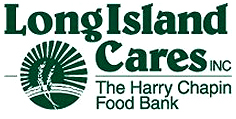 Long Island
Cares INC
The Harry Chapin
Food Bank